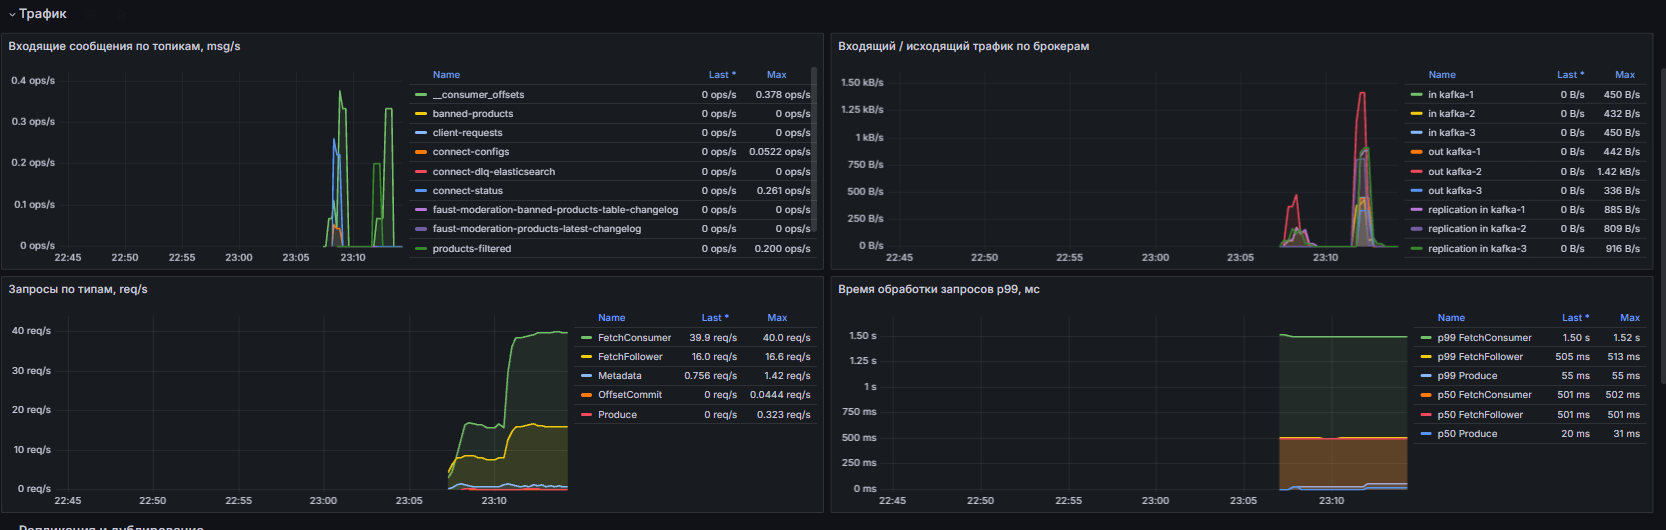 Трафик
Входящие сообщения по топикам, msg/s
0.4 ops/s
0.3 ops/s
0.2 ops/s
0.1 ops/s
0 ops/s
22:45 22:50 22:55 23:00 23:05 23:10
Name Last * Max
__consumer_offsets 0 ops/s 0.378 ops/s
banned-products 0 ops/s 0 ops/s
client-requests 0 ops/s 0 ops/s
connect-configs 0 ops/s 0.0522 ops/s
connect-dlq-elasticsearch 0 ops/s 0 ops/s
connect-status 0 ops/s 0.261 ops/s
faust-moderation-banned-products-table-changelog 0 ops/s 0 ops/s
faust-moderation-products-latest-changelog 0 ops/s 0 ops/s
products-filtered 0 ops/s 0.200 ops/s
Входящий / исходящий трафик по брокерам
1.50 kB/s
1.25 kB/s
1 kB/s
750 B/s
500 B/s
250 B/s
0 B/s
22:45 22:50 22:55 23:00 23:05 23:10
Name Last * Max
in kafka-1 0 B/s 450 B/s
in kafka-2 0 B/s 432 B/s
in kafka-3 0 B/s 450 B/s
out kafka-1 0 B/s 442 B/s
out kafka-2 0 B/s 1.42 kB/s
out kafka-3 0 B/s 336 B/s
replication in kafka-1 0 B/s 885 B/s
replication in kafka-2 0 B/s 809 B/s
replication in kafka-3 0 B/s 916 B/s
Запросы по типам, req/s
40 req/s
30 req/s
20 req/s
10 req/s
0 req/s
22:45 22:50 22:55 23:00 23:05 23:10
Name Last * Max
FetchConsumer 39.9 req/s 40.0 req/s
FetchFollower 16.0 req/s 16.6 req/s
Metadata 0.756 req/s 1.42 req/s
OffsetCommit 0 req/s 0.0444 req/s
Produce 0 req/s 0.323 req/s
Время обработки запросов p99, мс
1.50 s
1.25 s
1 s
750 ms
500 ms
250 ms
0 ms
22:45 22:50 22:55 23:00 23:05 23:10
Name Last * Max
p99 FetchConsumer 1.50 s 1.52 s
p99 FetchFollower 505 ms 513 ms
p99 Produce 55 ms 55 ms
p50 FetchConsumer 501 ms 502 ms
p50 FetchFollower 501 ms 501 ms
p50 Produce 20 ms 31 ms
Репликация и дублирование